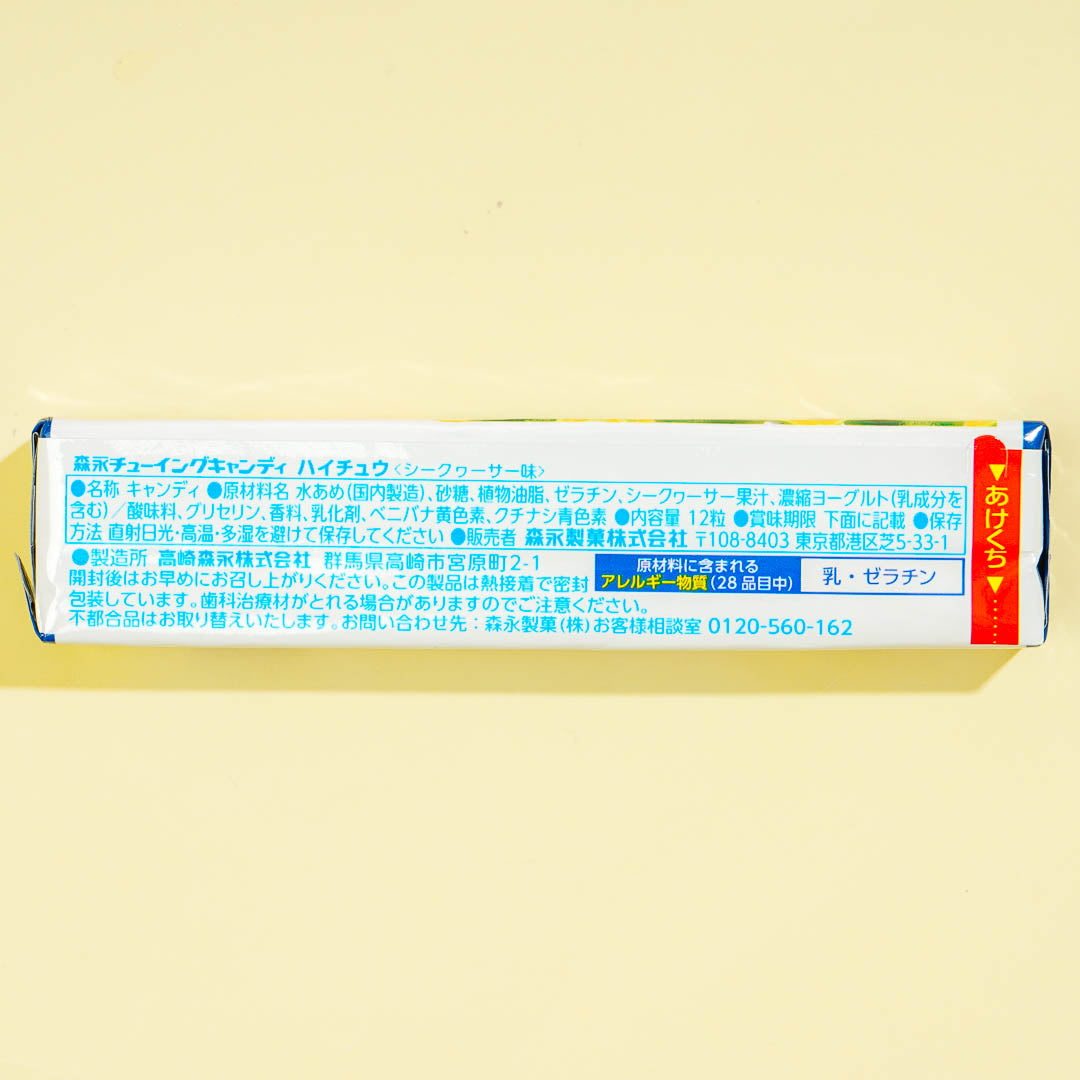 森永チューイングキャンディ ハイチュウ〈シークヮーサー味〉
●名称 キャンディ ●原材料名 水あめ(国内製造)、砂糖、植物油脂、ゼラチン、シークヮーサー果汁、濃縮ヨーグルト(乳成分を
含む)／酸味料、グリセリン、香料、乳化剤、ベニバナ黄色素、クチナシ青色素 ●内容量 12粒 ●賞味期限 下面に記載 ●保存
方法 直射日光・高温・多湿を避けて保存してください ●販売者 森永製菓株式会社 〒108-8403 東京都港区芝5-33-1
●製造所 高崎森永株式会社 群馬県高崎市宮原町2-1
開封後はお早めにお召し上がりください。この製品は熱接着で密封
包装しています。歯科治療材がとれる場合がありますのでご注意ください。
不都合品はお取り替えいたします。お問い合わせ先：森永製菓(株)お客様相談室 0120-560-162
原材料に含まれる
アレルギー物質(28品目中)
乳・ゼラチン
▼あけくち▼